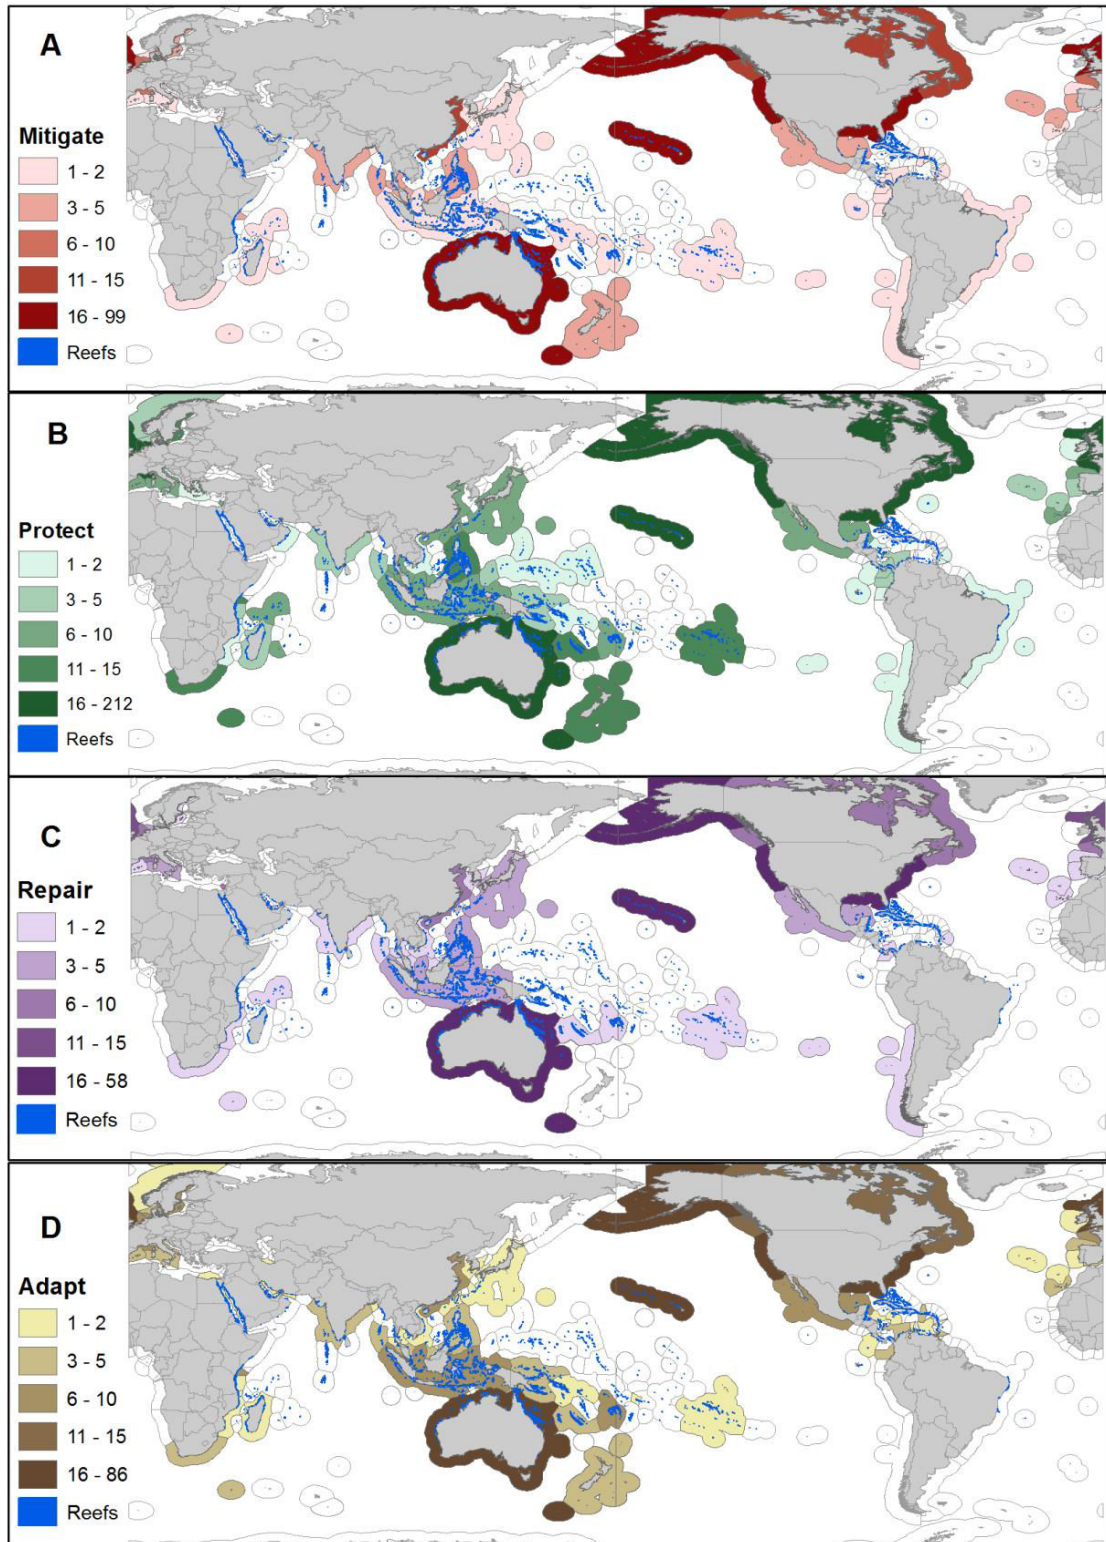 A
Mitigate
1 - 2
3 - 5
6 - 10
11 - 15
16 - 99
Reefs
B
Protect
1 - 2
3 - 5
6 - 10
11 - 15
16 - 212
Reefs
C
Repair
1 - 2
3 - 5
6 - 10
11 - 15
16 - 58
Reefs
D
Adapt
1 - 2
3 - 5
6 - 10
11 - 15
16 - 86
Reefs